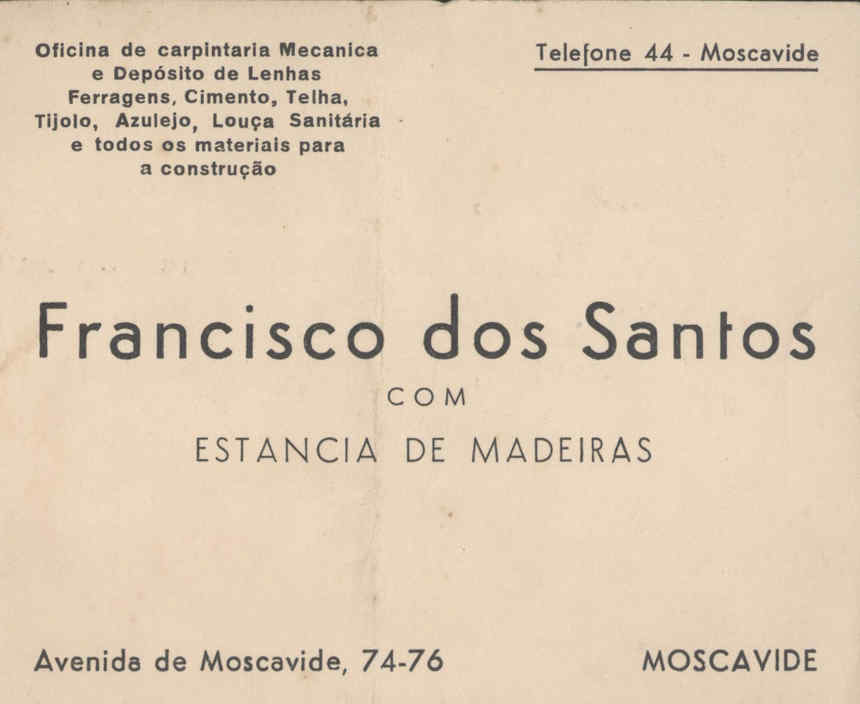 Oficina de carpintaria Mecanica
e Depósito de Lenhas
Ferragens, Cimento, Telha,
Tijolo, Azulejo, Louça Sanitária
e todos os materiais para
a construção
Telefone 44 - Moscavide
Francisco dos Santos
COM
ESTANCIA DE MADEIRAS
Avenida de Moscavide, 74-76
MOSCAVIDE